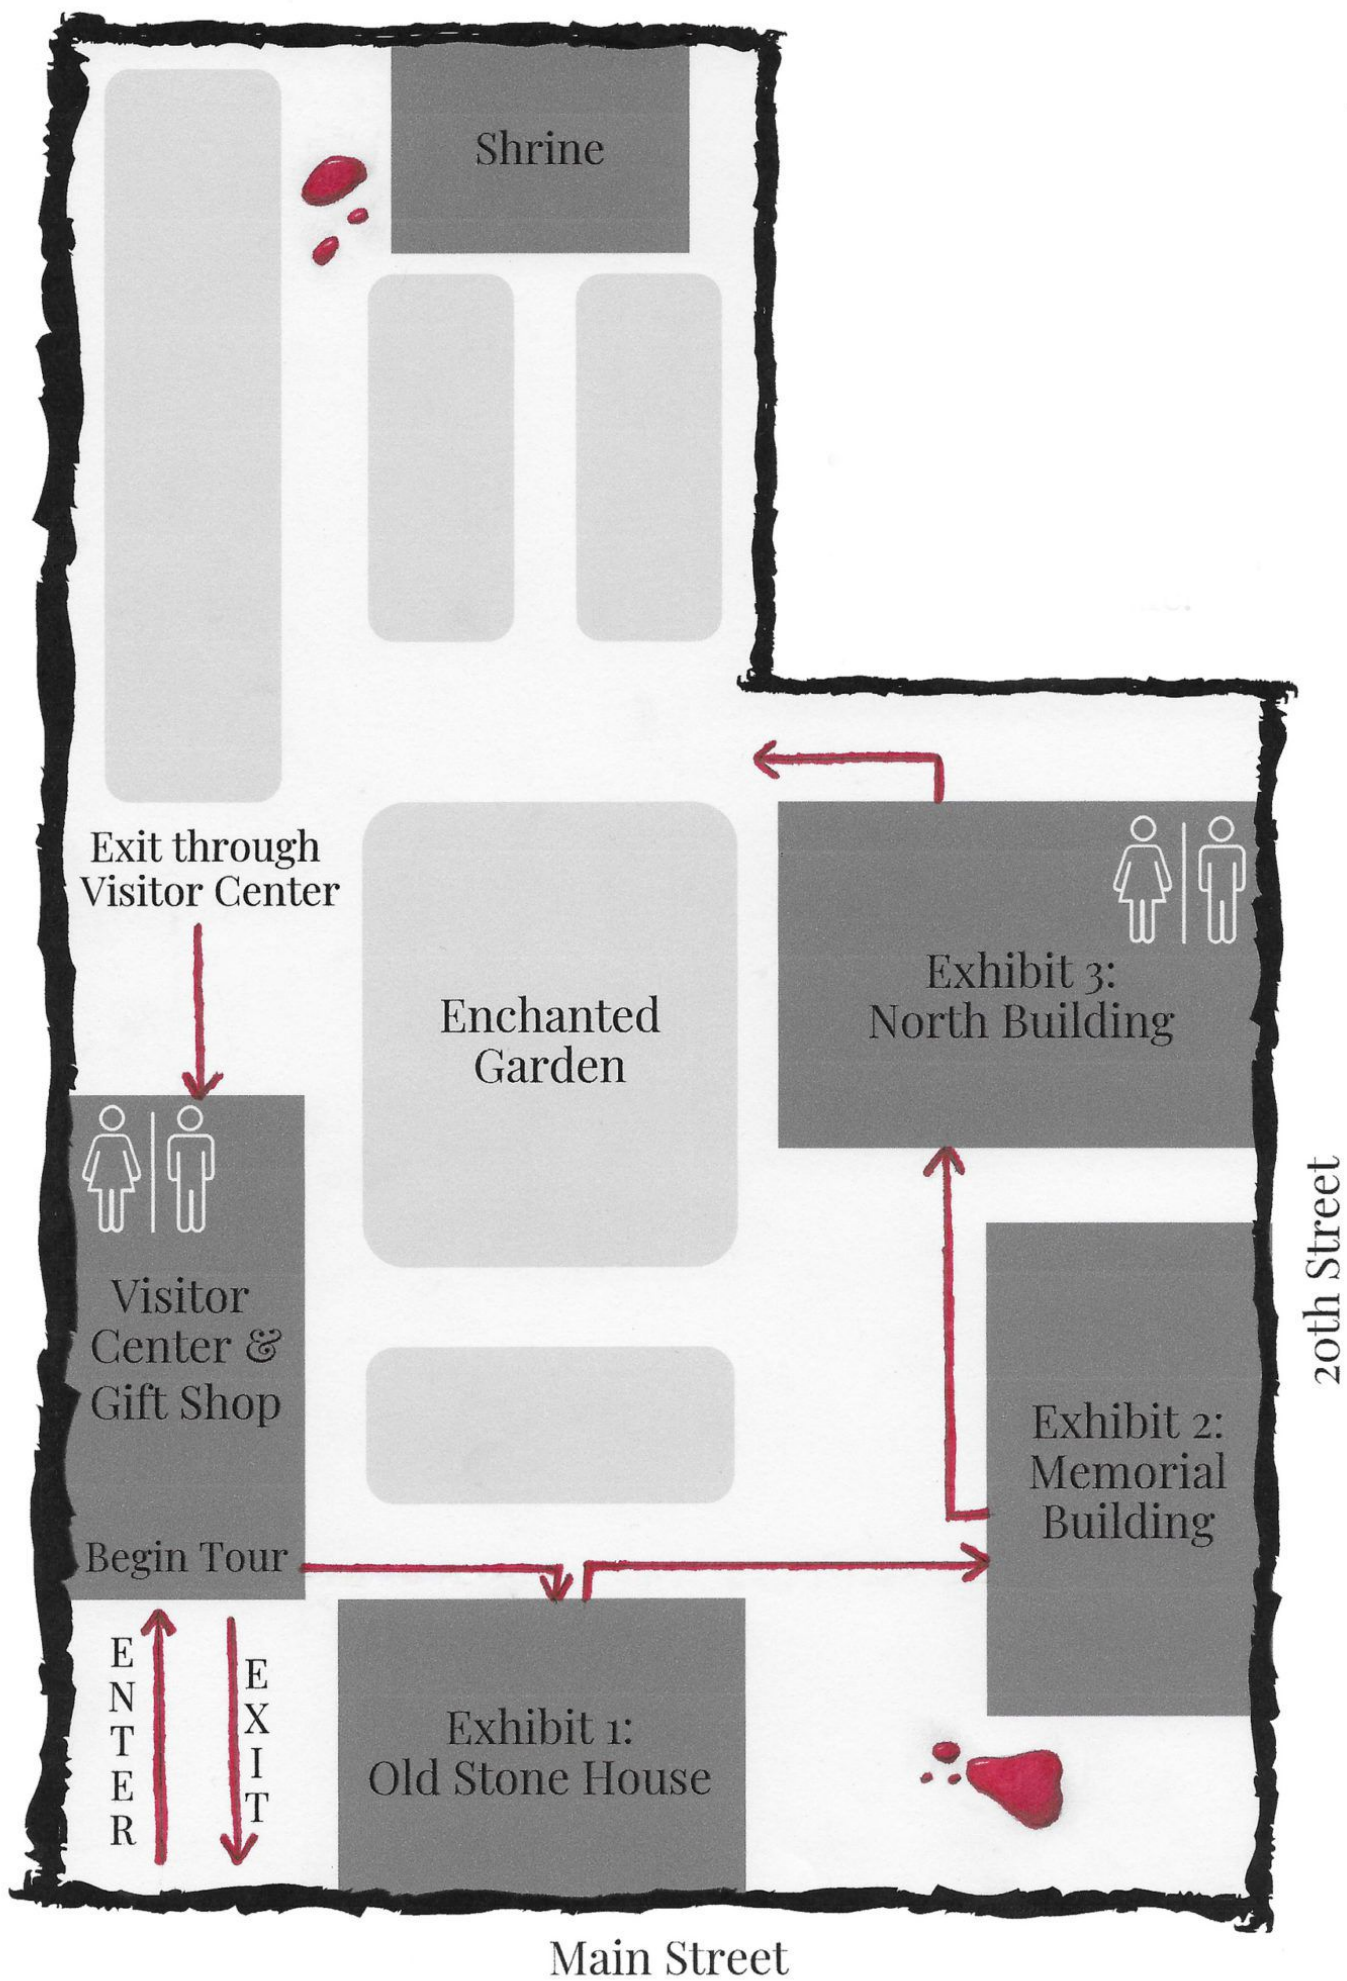 Shrine
Exit through
Visitor Center
Enchanted
Garden
Exhibit 3:
North Building
Visitor
Center &
Gift Shop
Begin Tour
20th Street
Exhibit 2:
Memorial
Building
ENTER
EXIT
Exhibit 1:
Old Stone House
Main Street